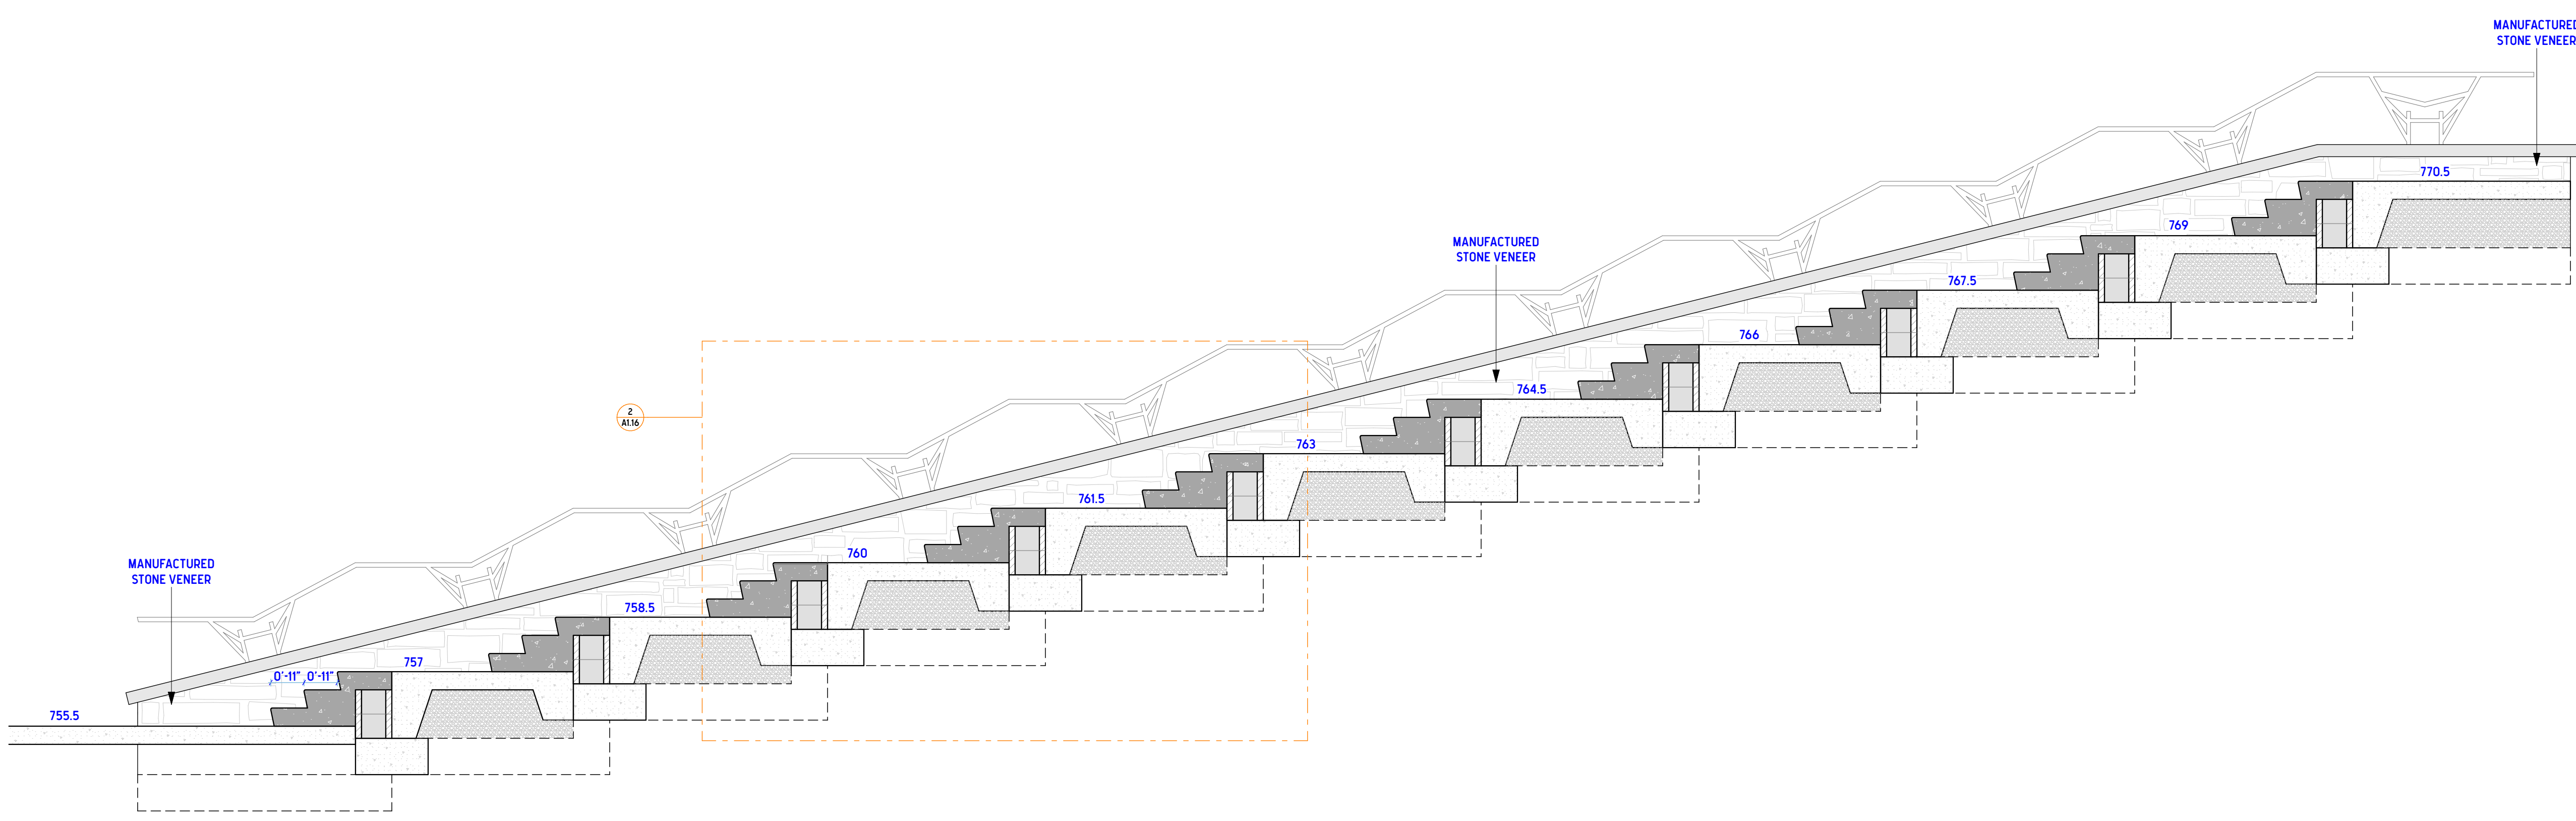 MANUFACTURED
STONE VENEER
770.5
769
MANUFACTURED
STONE VENEER
767.5
766
764.5
2
A1.16
763
761.5
760
MANUFACTURED
STONE VENEER
758.5
757
0'-11" 0'-11"
755.5